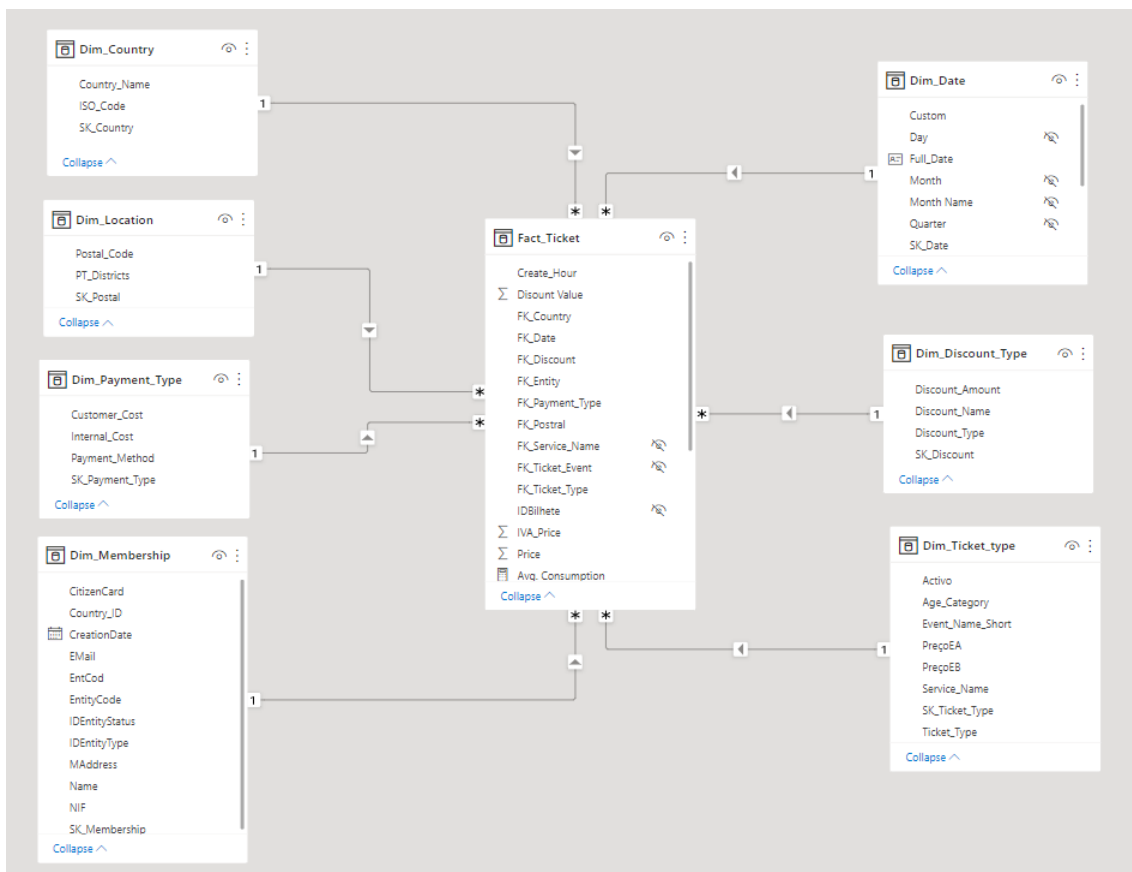 Dim_Country
Country_Name
ISO_Code
SK_Country
Collapse
1
Dim_Location
Postal_Code
PT_Districts
SK_Postal
Collapse
1
Dim_Payment_Type
Customer_Cost
Internal_Cost
Payment_Method
SK_Payment_Type
Collapse
1
Dim_Membership
CitizenCard
Country_ID
CreationDate
EMail
EntCod
EntityCode
IDEntityStatus
IDEntityType
MAddress
Name
NIF
SK_Membership
Collapse
1
* *
Fact_Ticket
Create_Hour
Σ Disount Value
FK_Country
FK_Date
FK_Discount
FK_Entity
FK_Payment_Type
FK_Postral
FK_Service_Name
FK_Ticket_Event
FK_Ticket_Type
IDBilhete
Σ IVA_Price
Σ Price
Avg. Consumption
Collapse
*
*
*
* *
Dim_Date
Custom
Day
Full_Date
Month
Month Name
Quarter
SK_Date
Collapse
1
Dim_Discount_Type
Discount_Amount
Discount_Name
Discount_Type
SK_Discount
Collapse
1
Dim_Ticket_type
Activo
Age_Category
Event_Name_Short
PreçoEA
PreçoEB
Service_Name
SK_Ticket_Type
Ticket_Type
Collapse
1